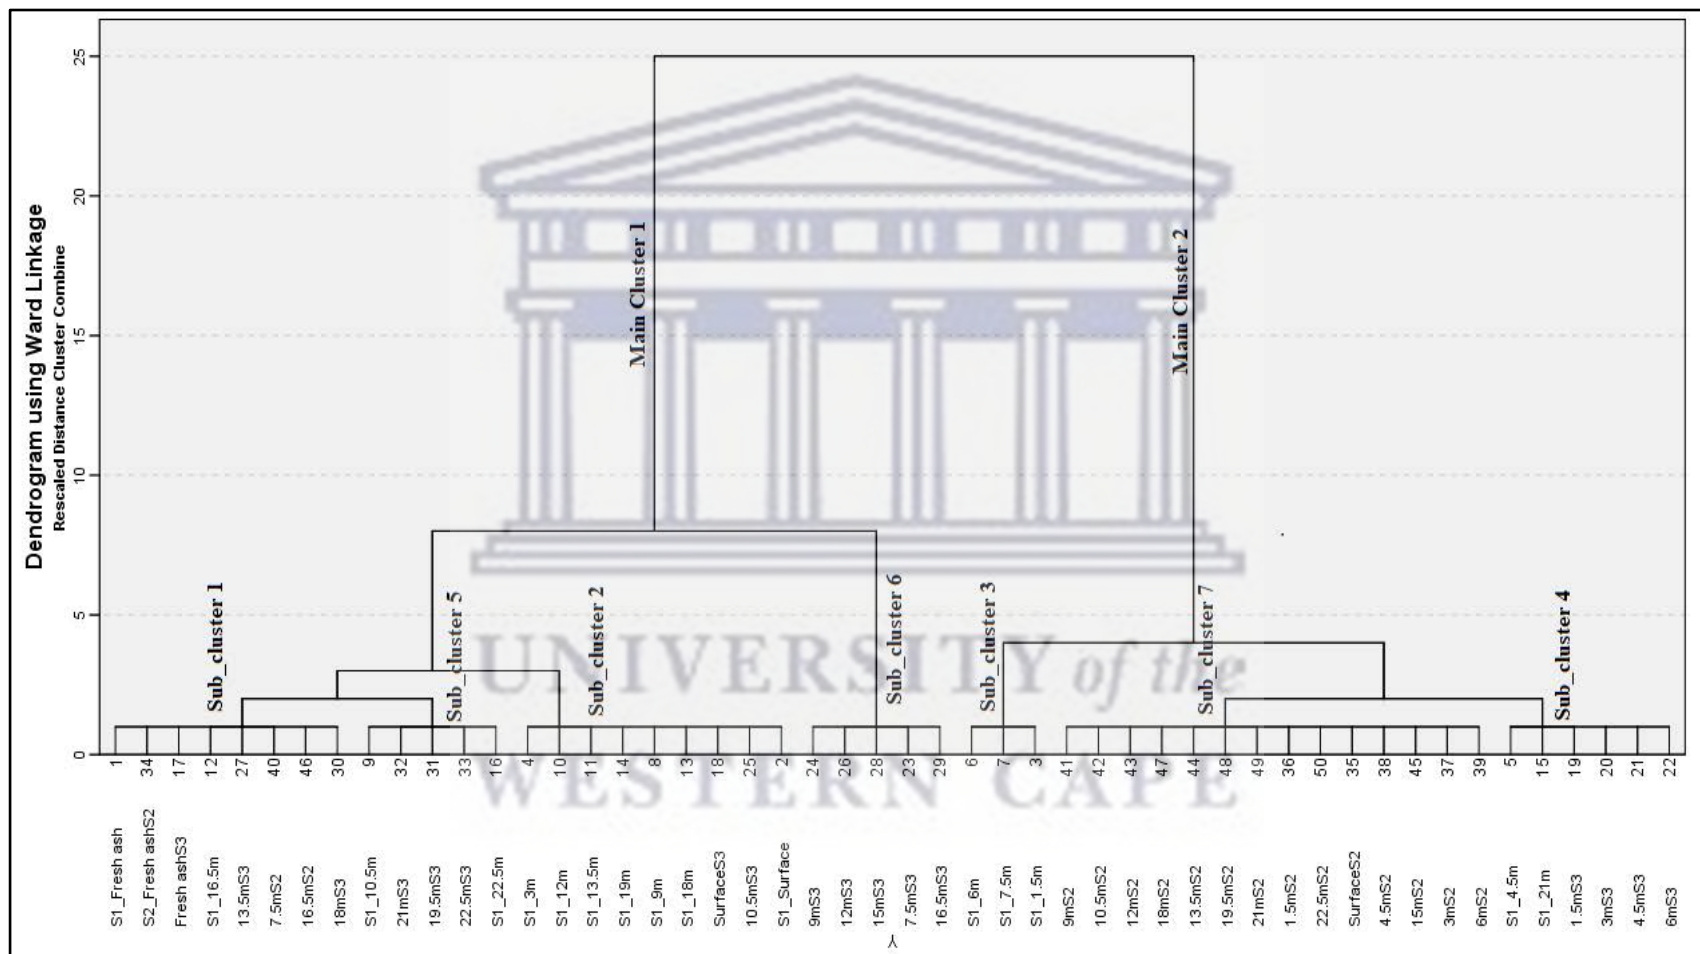 Dendrogram using Ward Linkage
Rescaled Distance Cluster Combine
25
20
15
10
5
0
Main Cluster 1
Main Cluster 2
Sub_cluster 1
Sub_cluster 5
Sub_cluster 2
Sub_cluster 6
Sub_cluster 3
Sub_cluster 7
Sub_cluster 4
UNIVERSITY of the
WESTERN CAPE
S1_Fresh ash 1
S2_Fresh ashS2 34
Fresh ashS3 17
S1_16.5m 12
13.5mS3 27
7.5mS2 40
16.5mS2 46
18mS3 30
S1_10.5m 9
21mS3 32
19.5mS3 31
22.5mS3 33
S1_22.5m 16
S1_3m 4
S1_12m 10
S1_13.5m 11
S1_19m 14
S1_9m 8
S1_18m 13
SurfaceS3 18
10.5mS3 25
S1_Surface 2
9mS3 24
12mS3 26
15mS3 28
7.5mS3 23
16.5mS3 29
S1_6m 6
S1_7.5m 7
S1_1.5m 3
9mS2 41
10.5mS2 42
12mS2 43
18mS2 47
13.5mS2 44
19.5mS2 48
21mS2 49
1.5mS2 36
22.5mS2 50
SurfaceS2 35
4.5mS2 38
15mS2 45
3mS2 37
6mS2 39
S1_4.5m 5
S1_21m 15
1.5mS3 19
3mS3 20
4.5mS3 21
6mS3 22
Y